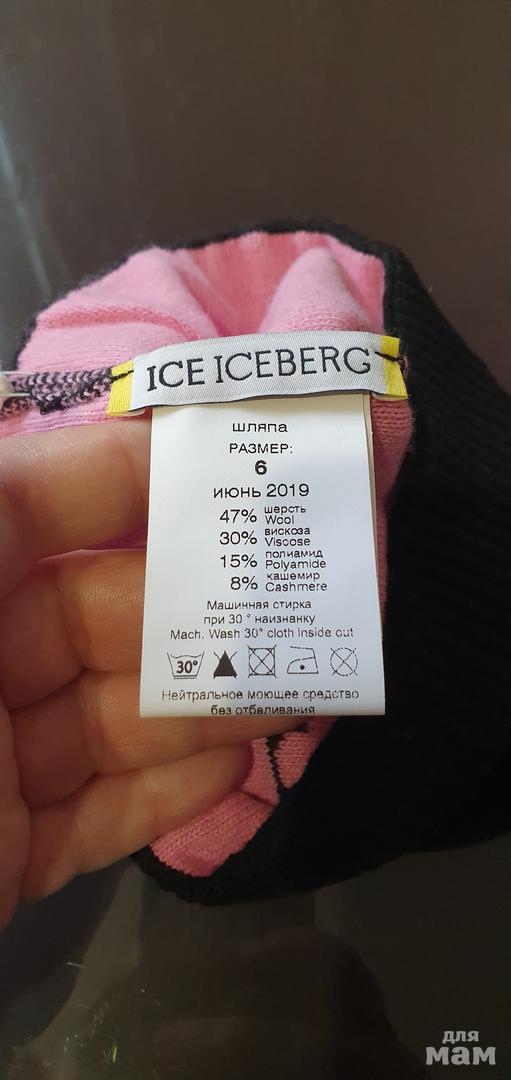 ICE ICEBERG
шляпа
РАЗМЕР:
6
ИЮНЬ 2019
47% шерсть
Wool
30% вискоза
Viscose
15% полиамид
Polyamide
8% кашемир
Cashmere
Машинная стирка
при 30 ° наизнанку
Mach. Wash 30° cloth inside out
30°
Нейтральное моющее средство
без отбеливания
для
мам